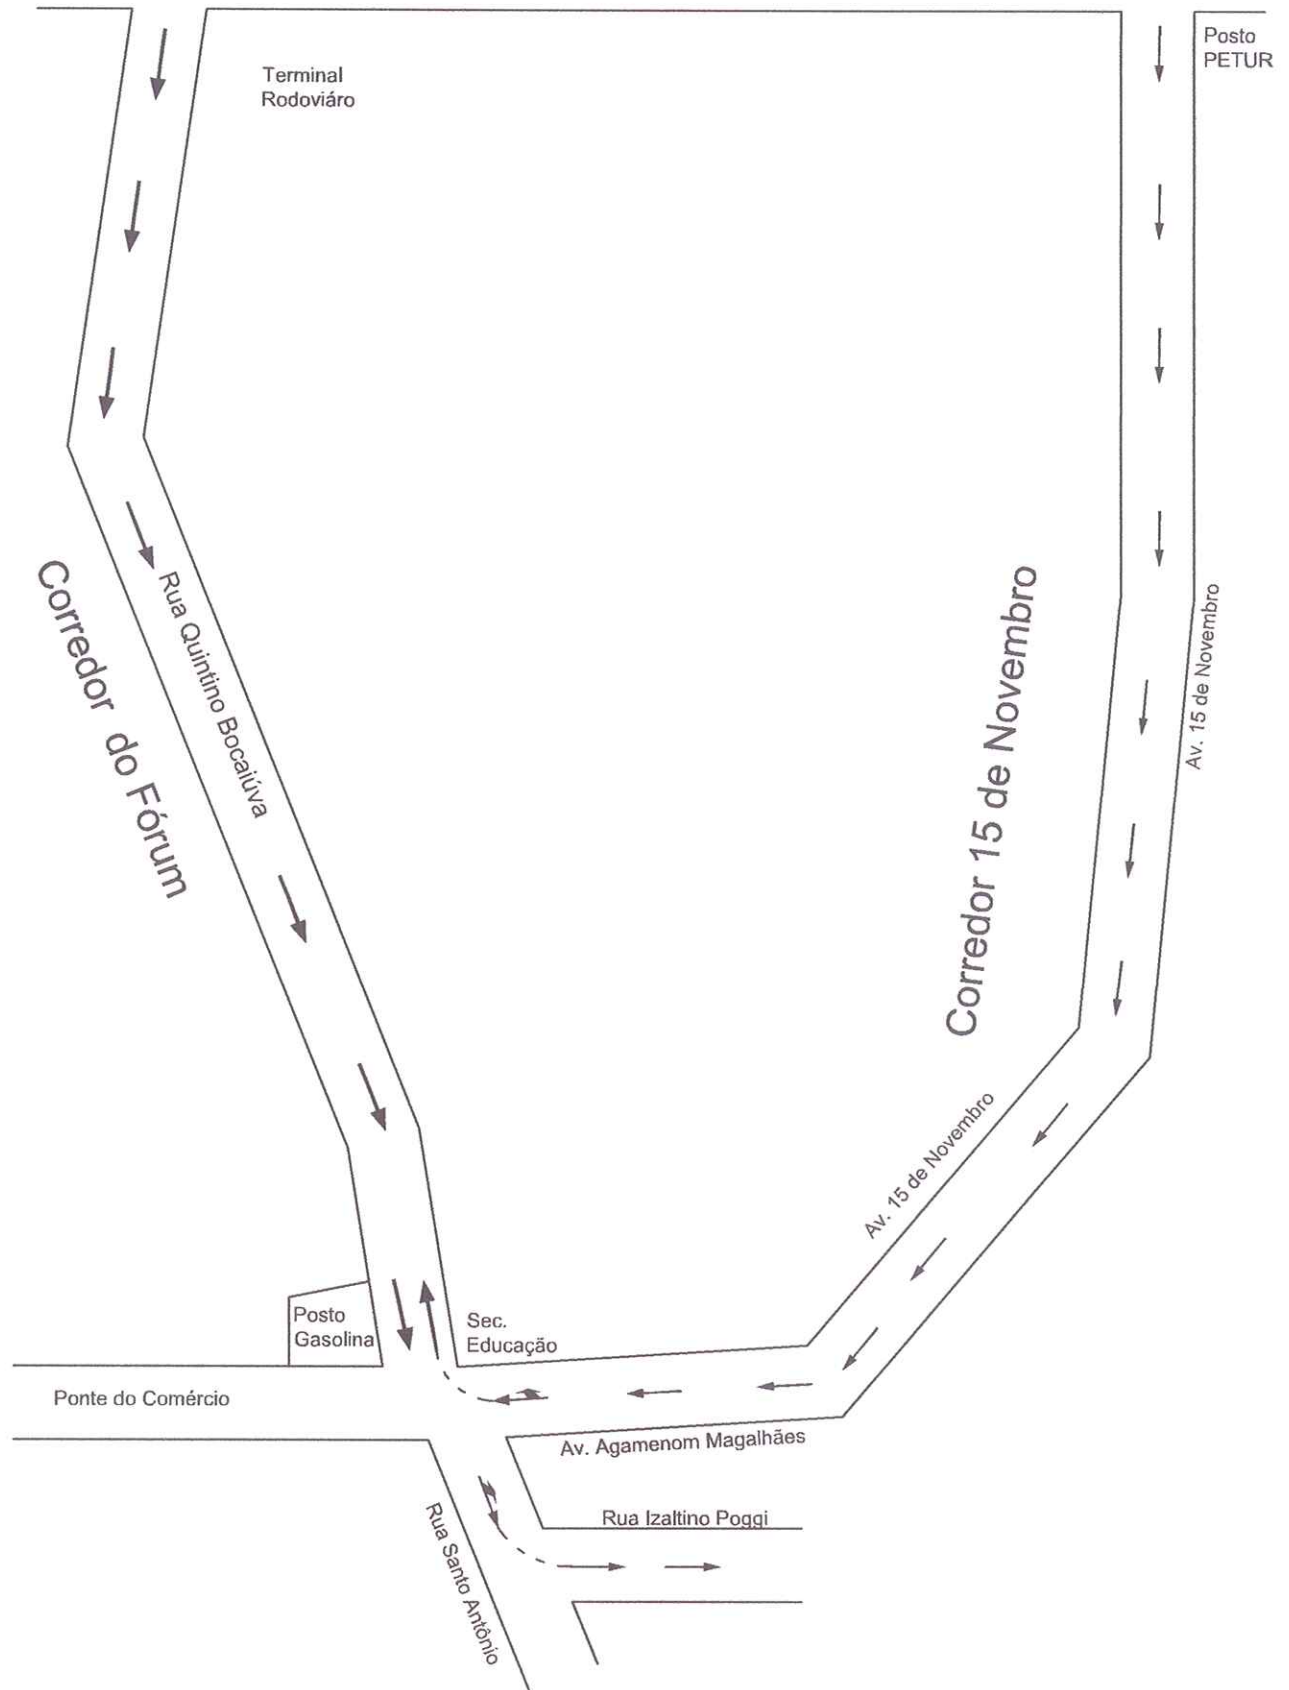 Posto
PETUR
Terminal
Rodoviáro
Corredor do Fórum
Rua Quintino Bocaiúva
Corredor 15 de Novembro
Av. 15 de Novembro
Av. 15 de Novembro
Posto
Gasolina
Sec.
Educação
Ponte do Comércio
Av. Agamenom Magalhães
Rua Izaltino Poggi
Rua Santo Antônio